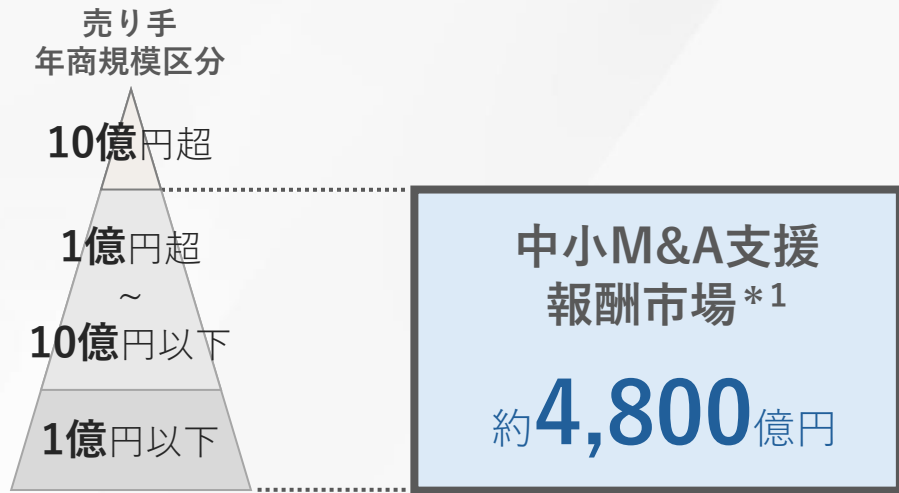 売り手
年商規模区分
10億円超
1億円超
~
10億円以下
1億円以下
中小M&A支援
報酬市場*1
約4,800億円